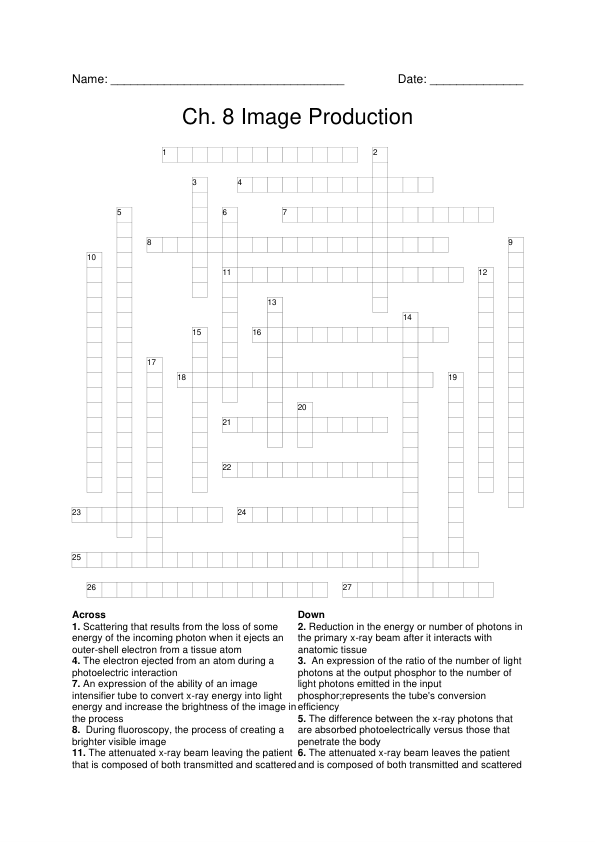 Name: ___________________________________ Date: ______________
Ch. 8 Image Production
1 2
3 4
5 6 7
8 9
10
11 12
13
14
15 16
17
18 19
20
21
22
23 24
25
26 27
Across
1. Scattering that results from the loss of some
energy of the incoming photon when it ejects an
outer-shell electron from a tissue atom
4. The electron ejected from an atom during a
photoelectric interaction
7. An expression of the ability of an image
intensifier tube to convert x-ray energy into light
energy and increase the brightness of the image in
the process
8. During fluoroscopy, the process of creating a
brighter visible image
11. The attenuated x-ray beam leaving the patient
that is composed of both transmitted and scattered
Down
2. Reduction in the energy or number of photons in
the primary x-ray beam after it interacts with
anatomic tissue
3. An expression of the ratio of the number of light
photons at the output phosphor to the number of
light photons emitted in the input
phosphor;represents the tube's conversion
efficiency
5. The difference between the x-ray photons that
are absorbed photoelectrically versus those that
penetrate the body
6. The attenuated x-ray beam leaves the patient
and is composed of both transmitted and scattered